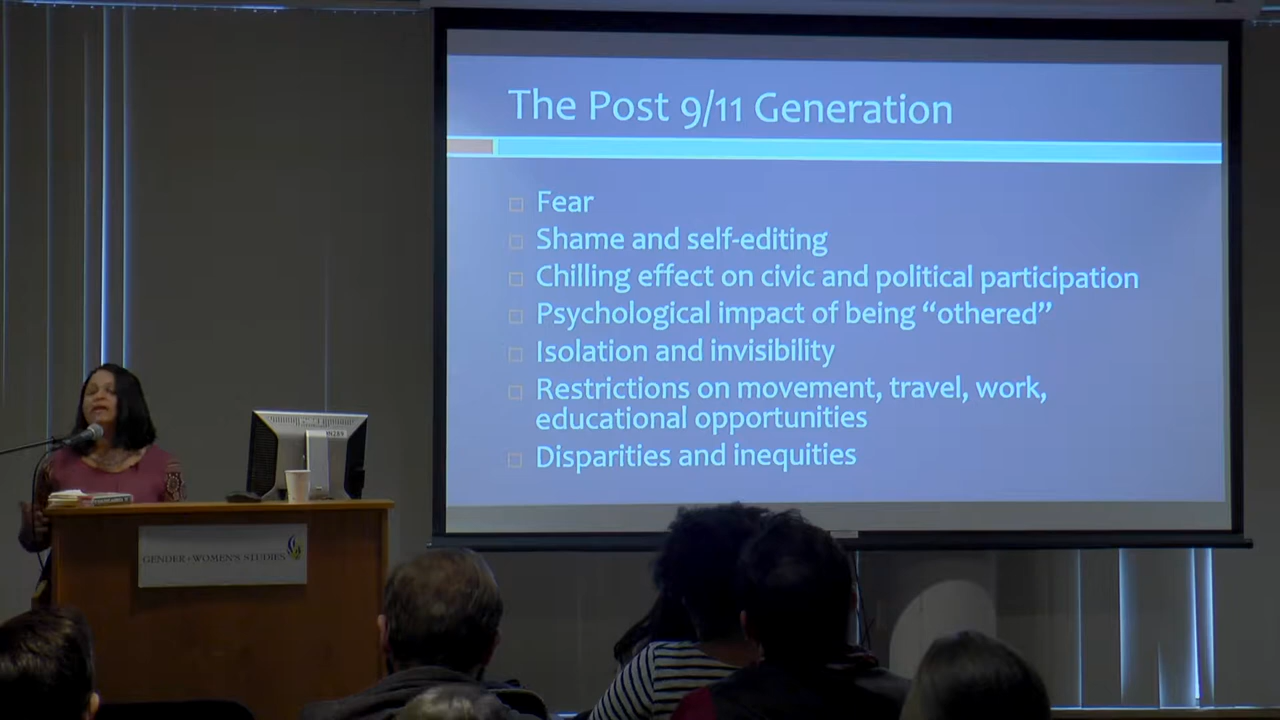 The Post 9/11 Generation
Fear
Shame and self-editing
Chilling effect on civic and political participation
Psychological impact of being “othered”
Isolation and invisibility
Restrictions on movement, travel, work,
educational opportunities
Disparities and inequities
GENDER + WOMEN'S STUDIES